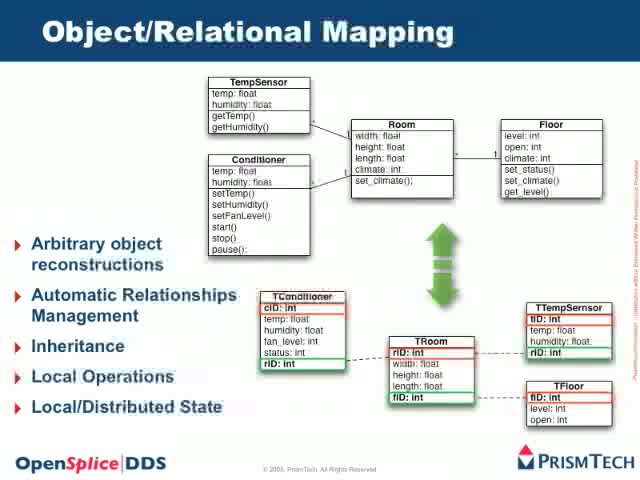 Object/Relational Mapping
TempSensor
temp: float
humidity: float
getTemp()
getHumidity()
Conditioner
temp: float
humidity: float
setTemp()
setHumidity()
setFanLevel()
start()
stop()
pause():
Room
width: float
height: float
length: float
climate: int
set_climate();
Floor
level: int
open: int
climate: int
set_status()
set_climate()
get_level()
*
1
*
1
*
1
Arbitrary object
reconstructions
Automatic Relationships
Management
Inheritance
Local Operations
Local/Distributed State
TConditioner
cID: int
temp: float
humidity: float
fan_level: int
status: int
rID: int
TRoom
rID: int
width: float
height: float
length: float
fID: int
TTempSernsor
tID: int
temp: float
humidity: float
rID: int
TFloor
fID: int
level: int
open: int
OpenSplice|DDS
© 2009, PrismTech. All Rights Reserved
PRISMTECH